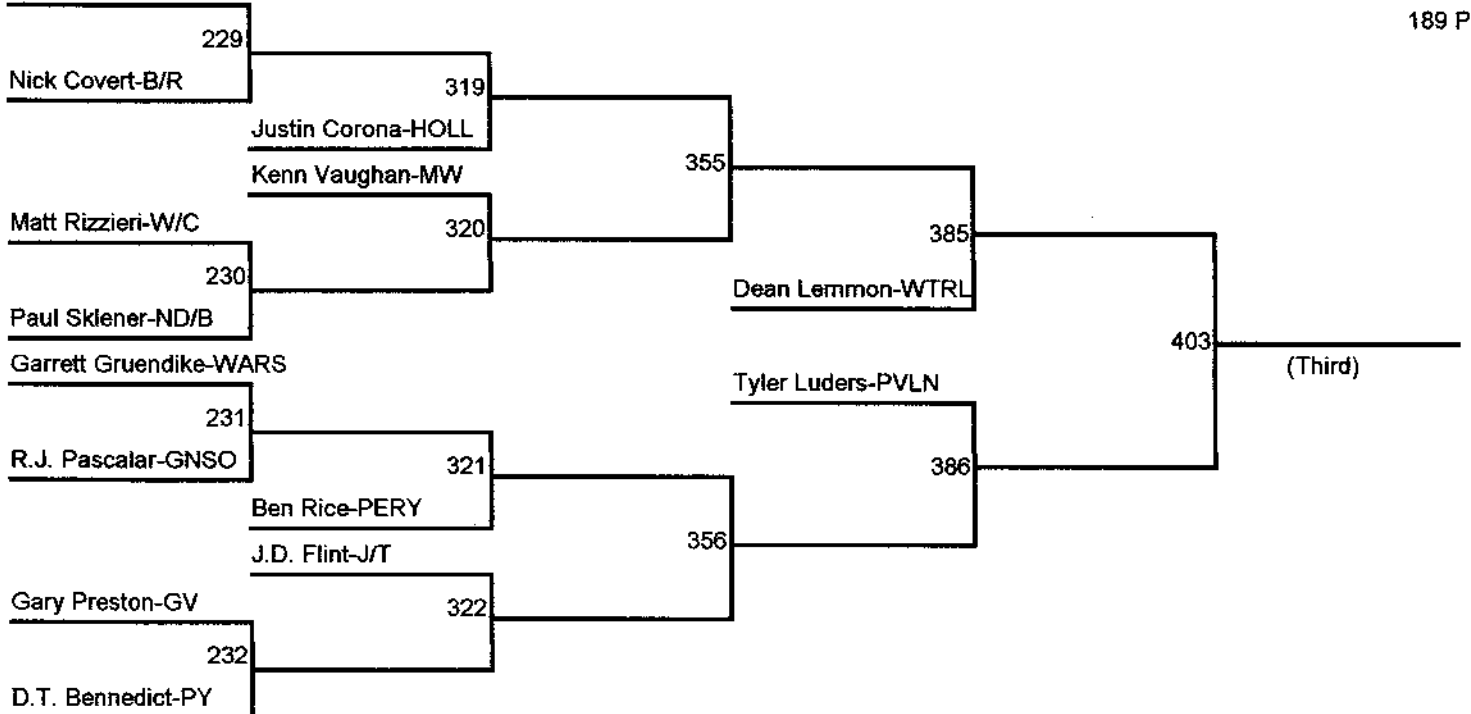 189 P
229
Nick Covert-B/R
319
Justin Corona-HOLL
355
Kenn Vaughan-MW
Matt Rizzieri-W/C
320
385
230
Dean Lemmon-WTRL
Paul Sklener-ND/B
403
Garrett Gruendike-WARS
(Third)
Tyler Luders-PVLN
231
R.J. Pascalar-GNSO
321
386
Ben Rice-PERY
356
J.D. Flint-J/T
Gary Preston-GV
322
232
D.T. Bennedict-PY